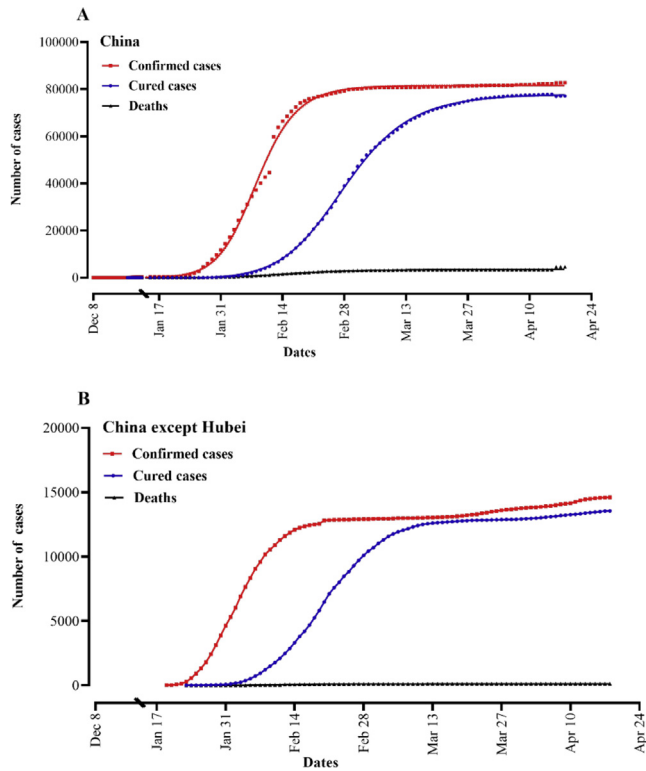 A
China
Confirmed cases
Cured cases
Deaths
100000
80000
60000
40000
20000
0
Number of cases
Dec 8
Jan 17
Jan 31
Feb 14
Feb 28
Mar 13
Mar 27
Apr 10
Apr 24
Dates
B
China except Hubei
Confirmed cases
Cured cases
Deaths
20000
15000
10000
5000
0
Number of cases
Dec 8
Jan 17
Jan 31
Feb 14
Feb 28
Mar 13
Mar 27
Apr 10
Apr 24
Dates